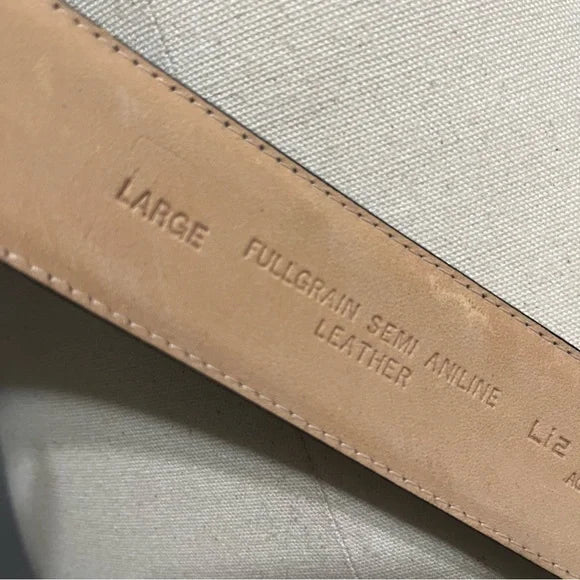 LARGE
FULLGRAIN SEMI ANILINE
LEATHER
Liz